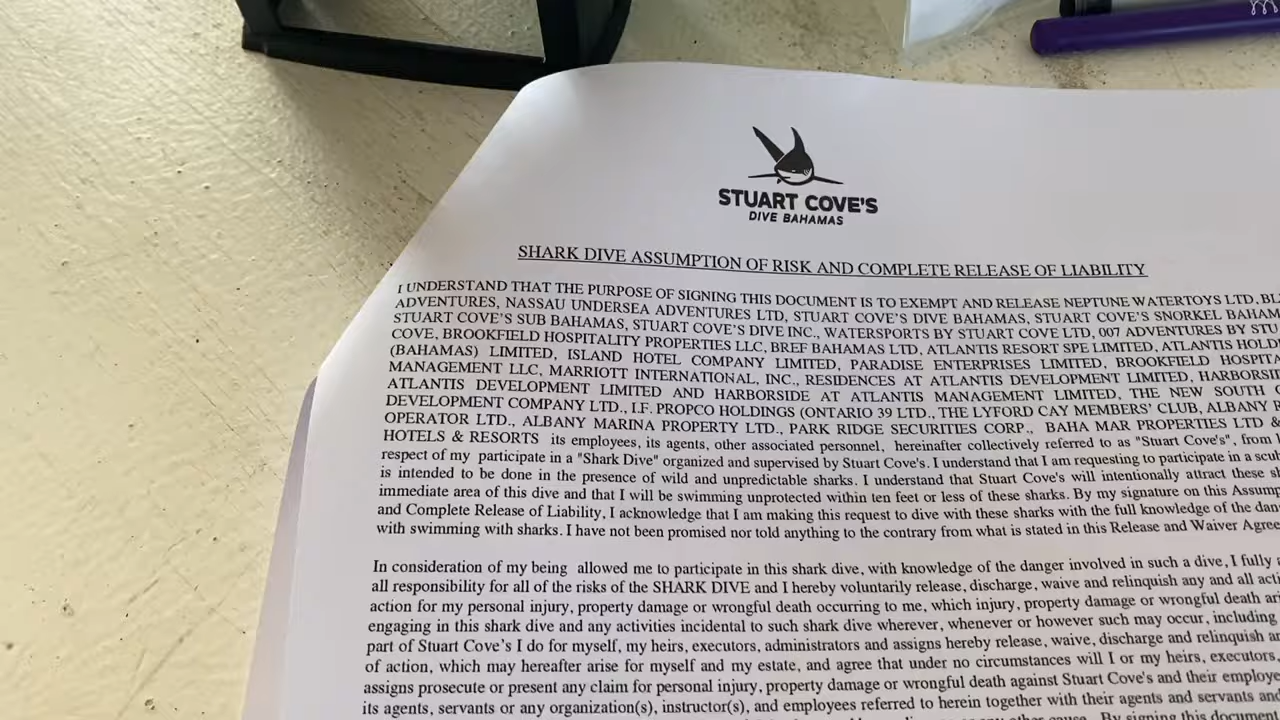 STUART COVE'S
DIVE BAHAMAS
SHARK DIVE ASSUMPTION OF RISK AND COMPLETE RELEASE OF LIABILITY
I UNDERSTAND THAT THE PURPOSE OF SIGNING THIS DOCUMENT IS TO EXEMPT AND RELEASE NEPTUNE WATERTOYS LTD,
ADVENTURES, NASSAU UNDERSEA ADVENTURES LTD, STUART COVE'S DIVE BAHAMAS, STUART COVE'S SNORKEL BAHAM
STUART COVE'S SUB BAHAMAS, STUART COVE'S DIVE INC., WATERSPORTS BY STUART COVE LTD, 007 ADVENTURES BY STU
COVE, BROOKFIELD HOSPITALITY PROPERTIES LLC, BREF BAHAMAS LTD, ATLANTIS RESORT SPE LIMITED, ATLANTIS HOLD
(BAHAMAS) LIMITED, ISLAND HOTEL COMPANY LIMITED, PARADISE ENTERPRISES LIMITED, BROOKFIELD HOSPITA
MANAGEMENT LLC, MARRIOTT INTERNATIONAL, INC., RESIDENCES AT ATLANTIS DEVELOPMENT LIMITED, HARBORSID
ATLANTIS DEVELOPMENT LIMITED AND HARBORSIDE AT ATLANTIS MANAGEMENT LIMITED, THE NEW SOUTH
DEVELOPMENT COMPANY LTD., I.F. PROPCO HOLDINGS (ONTARIO 39 LTD., THE LYFORD CAY MEMBERS' CLUB, ALBANY
OPERATOR LTD., ALBANY MARINA PROPERTY LTD., PARK RIDGE SECURITIES CORP., BAHA MAR PROPERTIES LTD &
HOTELS & RESORTS its employees, its agents, other associated personnel, hereinafter collectively referred to as "Stuart Cove's", from
respect of my participate in a "Shark Dive" organized and supervised by Stuart Cove's. I understand that I am requesting to participate in a scub
is intended to be done in the presence of wild and unpredictable sharks. I understand that Stuart Cove's will intentionally attract these sh
immediate area of this dive and that I will be swimming unprotected within ten feet or less of these sharks. By my signature on this Assump
and Complete Release of Liability, I acknowledge that I am making this request to dive with these sharks with the full knowledge of the dan
with swimming with sharks. I have not been promised nor told anything to the contrary from what is stated in this Release and Waiver Agree
In consideration of my being allowed me to participate in this shark dive, with knowledge of the danger involved in such a dive, I fully
all responsibility for all of the risks of the SHARK DIVE and I hereby voluntarily release, discharge, waive and relinquish any and all acti
action for my personal injury, property damage or wrongful death occurring to me, which injury, property damage or wrongful death ari
engaging in this shark dive and any activities incidental to such shark dive wherever, whenever or however such may occur, including
part of Stuart Cove's I do for myself, my heirs, executors, administrators and assigns hereby release, waive, discharge and relinquish
of action, which may hereafter arise for myself and my estate, and agree that under no circumstances will I or my heirs, executors,
assigns prosecute or present any claim for personal injury, property damage or wrongful death against Stuart Cove's and their employe
its agents, servants or any organization(s), instructor(s), and employees referred to herein together with their agents and servants and
other cause. By signing this document